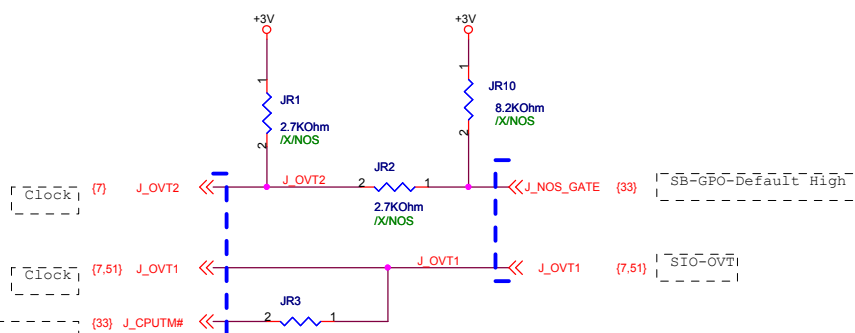 +3V
+3V
1
1
JR1
JR10
2.7KOhm
8.2KOhm
/X/NOS
/X/NOS
2
2
JR2
Clock {7} J_OVT2 J_OVT2 2 1 J_NOS_GATE {33} SB-GPO-Default High
2.7KOhm
/X/NOS
Clock {7,51} J_OVT1 J_OVT1 J_OVT1 {7,51} SIO-OVT
JR3
{33} J_CPUTM# 2 1